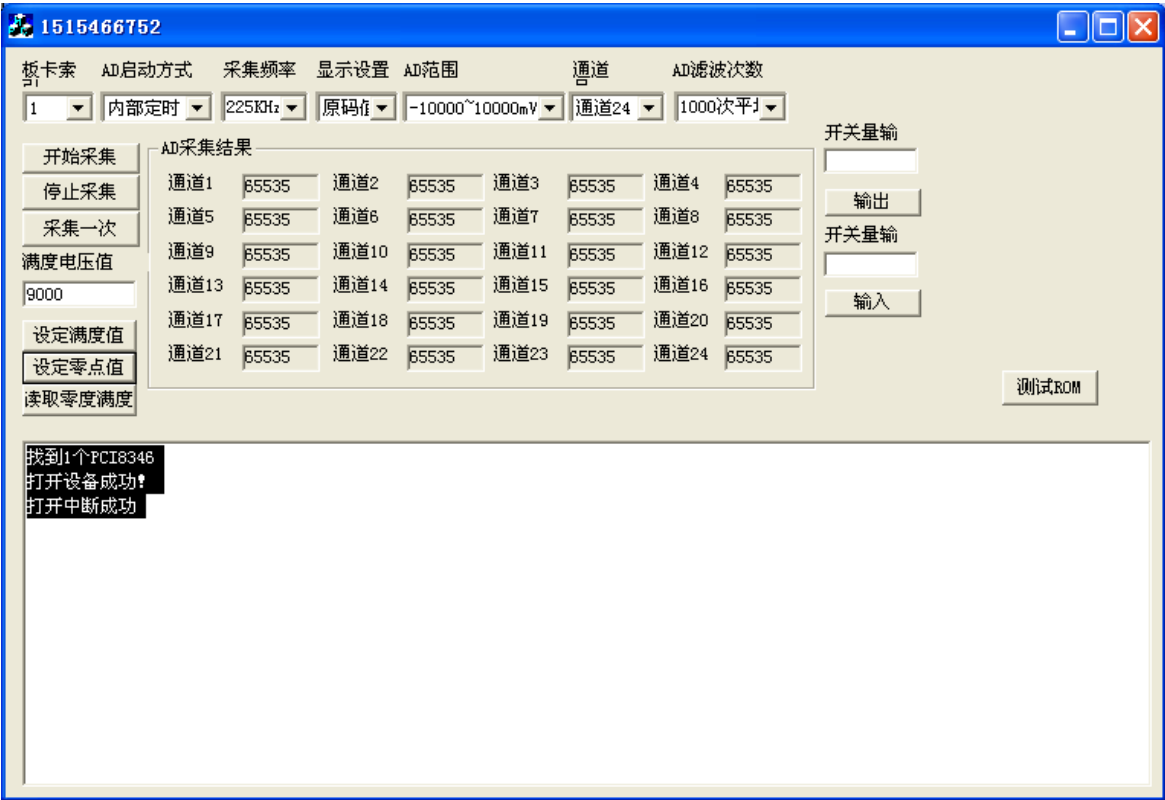 1515466752
板卡索 AD启动方式 采集频率 显示设置 AD范围 通道 AD滤波次数
1 内部定时 225KHz 原码值 -10000~10000mV 通道24 1000次平
开关量输
开始采集 AD采集结果
通道1 65535 通道2 65535 通道3 65535 通道4 65535
停止采集
输出
通道5 65535 通道6 65535 通道7 65535 通道8 65535
采集一次
开关量输
通道9 65535 通道10 65535 通道11 65535 通道12 65535
满度电压值
通道13 65535 通道14 65535 通道15 65535 通道16 65535
9000
输入
通道17 65535 通道18 65535 通道19 65535 通道20 65535
设定满度值
通道21 65535 通道22 65535 通道23 65535 通道24 65535
设定零点值
测试ROM
读取零度满度
找到1个PCI8346
打开设备成功!
打开中断成功